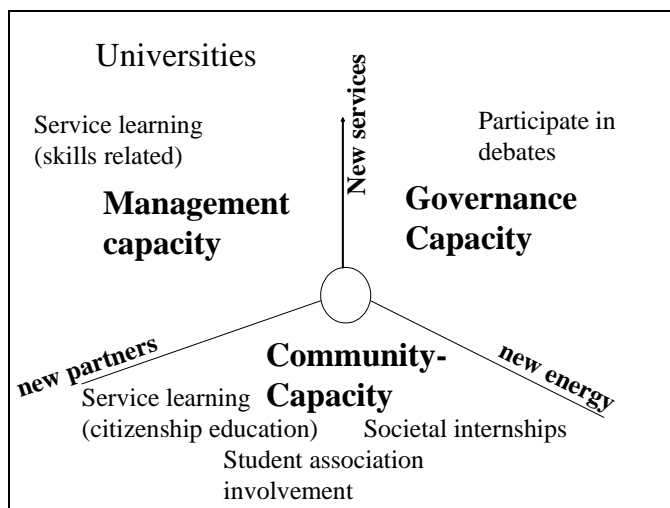 Universities
New services
Service learning
(skills related)
Participate in
debates
Management
capacity
Governance
Capacity
new partners
Community-
Capacity
new energy
Service learning
(citizenship education)
Societal internships
Student association
involvement